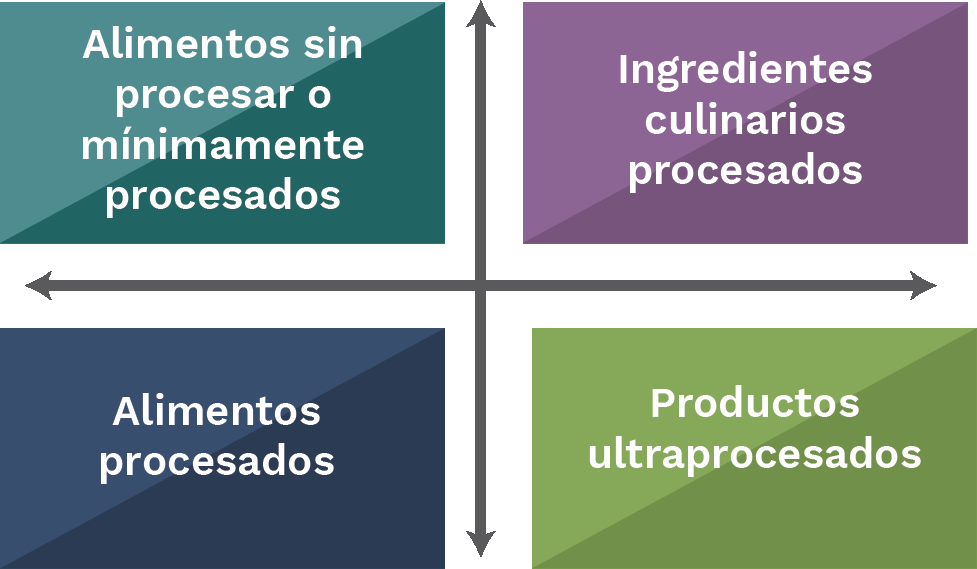 Alimentos sin
procesar o
mínimamente
procesados
Ingredientes
culinarios
procesados
Alimentos
procesados
Productos
ultraprocesados